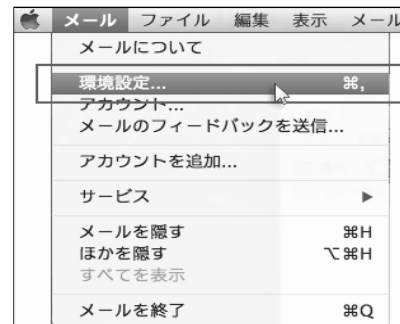 メール ファイル 編集 表示 メール
メールについて
環境設定... ⌘,
アカウント...
メールのフィードバックを送信...
アカウントを追加...
サービス ▶
メールを隠す ⌘H
ほかを隠す ⌥⌘H
すべてを表示
メールを終了 ⌘Q